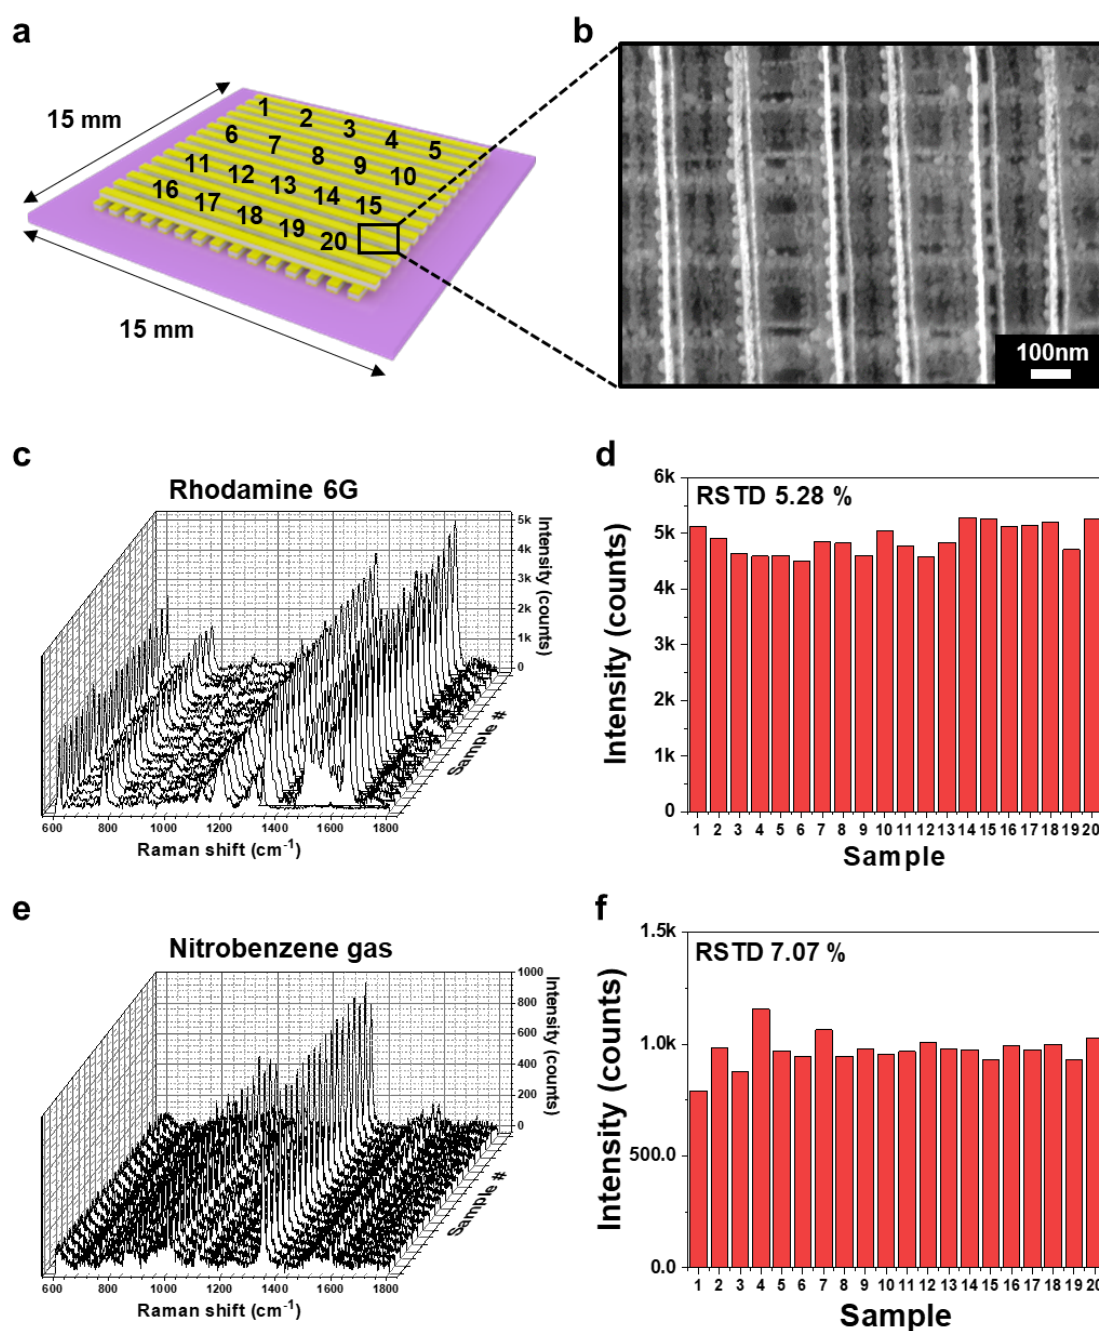 a
15 mm
15 mm
1 2 3 4 5
6 7 8 9 10
11 12 13 14 15
16 17 18 19 20
b
100nm
c
Rhodamine 6G
5k
4k
3k
2k
1k
0
Intensity (counts)
Sample #
600 800 1000 1200 1400 1600 1800
Raman shift (cm⁻¹)
d
RSTD 5.28 %
6k
5k
4k
3k
2k
1k
0
Intensity (counts)
1 2 3 4 5 6 7 8 9 10 11 12 13 14 15 16 17 18 19 20
Sample
e
Nitrobenzene gas
1000
800
600
400
200
0
Intensity (counts)
Sample #
600 800 1000 1200 1400 1600 1800
Raman shift (cm⁻¹)
f
RSTD 7.07 %
1.5k
1.0k
500.0
0.0
Intensity (counts)
1 2 3 4 5 6 7 8 9 10 11 12 13 14 15 16 17 18 19 20
Sample